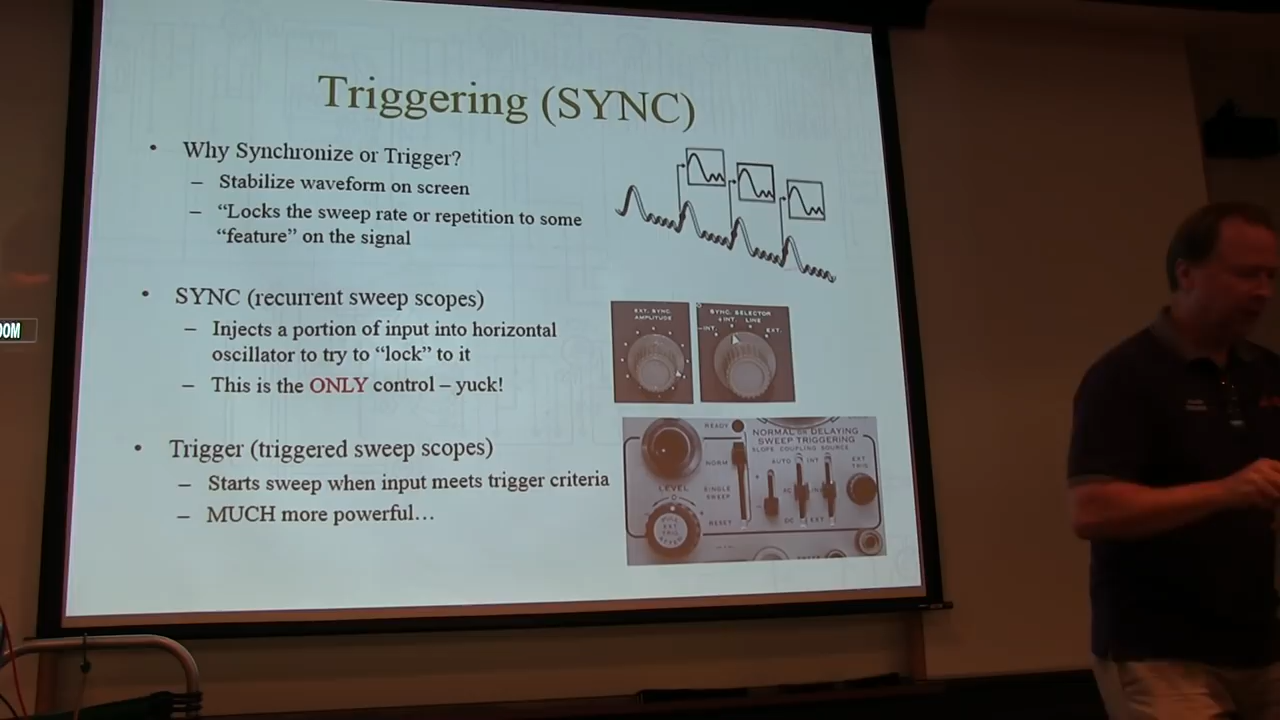 Triggering (SYNC)
• Why Synchronize or Trigger?
– Stabilize waveform on screen
– “Locks the sweep rate or repetition to some
“feature” on the signal
• SYNC (recurrent sweep scopes)
– Injects a portion of input into horizontal
oscillator to try to “lock” to it
– This is the ONLY control – yuck!
• Trigger (triggered sweep scopes)
– Starts sweep when input meets trigger criteria
– MUCH more powerful…
EXT. SYNC.
AMPLITUDE
SYNC. SELECTOR
+INT. LINE
-INT.
EXT.
READY
NORMAL OR DELAYING
SWEEP TRIGGERING
SLOPE COUPLING SOURCE
AUTO
INT
NORM
EXT
TRIG
LEVEL
SINGLE
SWEEP
AC
RESET
DC
EXT
OOM